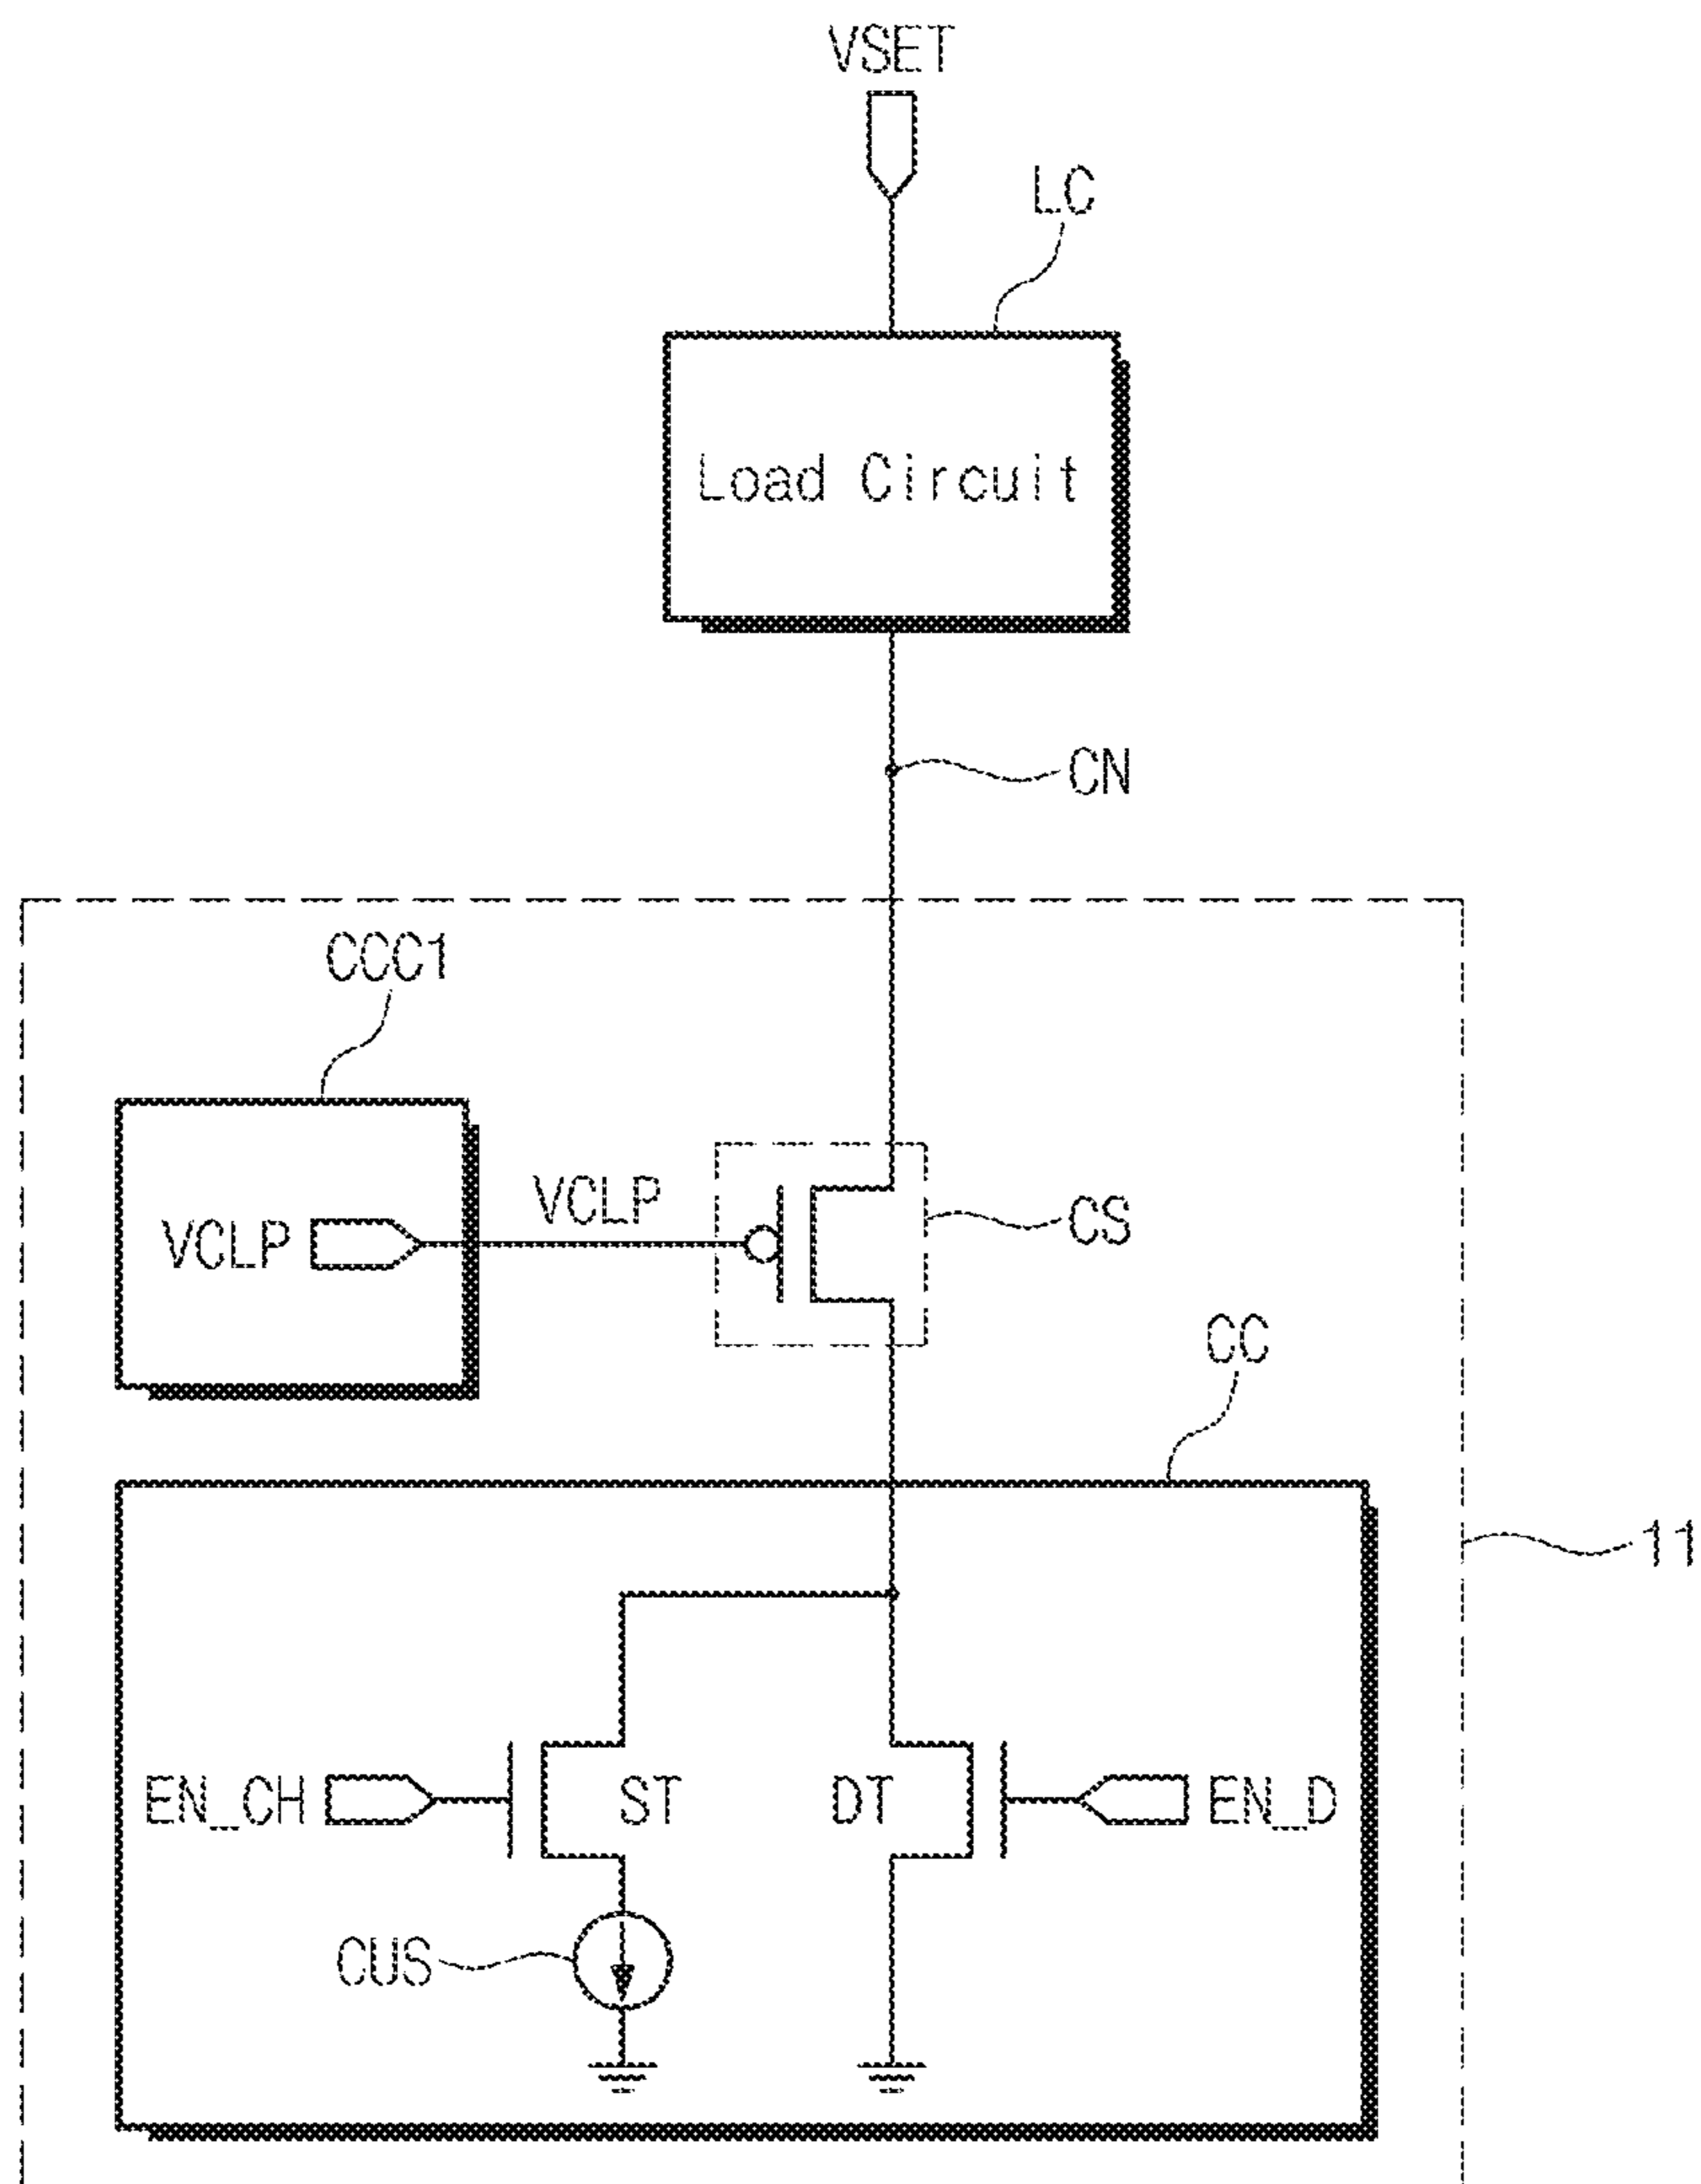 VSET
LC
Load Circuit
CN
CCC1
VCLP
VCLP
CS
CC
11
EN_CH
ST
DT
EN_D
CUS